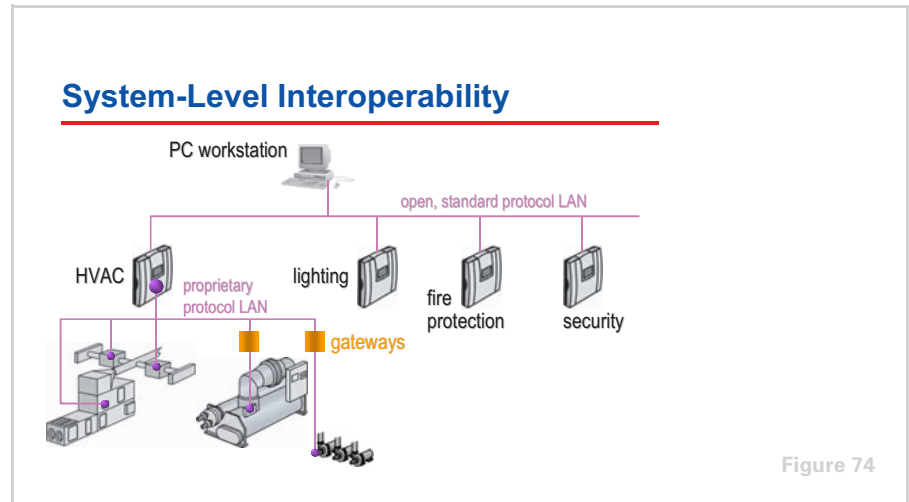 System-Level Interoperability
PC workstation
open, standard protocol LAN
HVAC
proprietary
protocol LAN
lighting
fire
protection
security
gateways
Figure 74